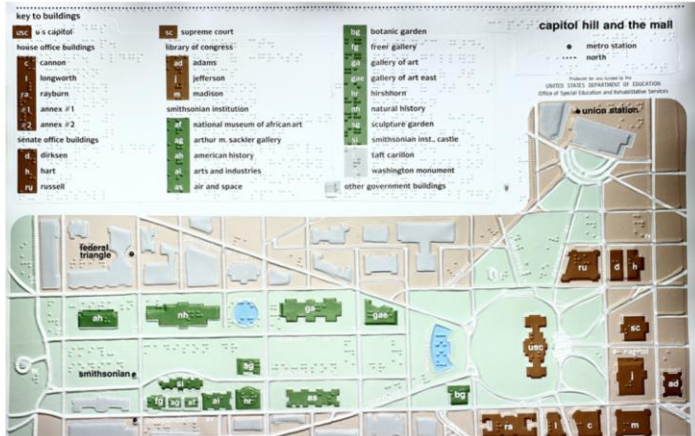 key to buildings
usc u s capitol
house office buildings
c cannon
l longworth
ra rayburn
#1 annex #1
#2 annex #2
senate office buildings
d dirksen
h hart
ru russell
sc supreme court
library of congress
ad adams
j jefferson
m madison
smithsonian institution
af national museum of african art
ag arthur m. sackler gallery
ah american history
ai arts and industries
as air and space
bg botanic garden
fg freer gallery
ga gallery of art
gae gallery of art east
hr hirshhorn
nh natural history
sg sculpture garden
si smithsonian inst., castle
taft carillon
washington monument
other government buildings
capitol hill and the mall
metro station
north
Produced for and funded by the
UNITED STATES DEPARTMENT OF EDUCATION
Office of Special Education and Rehabilitative Services
union station
federal
triangle
ru d h
ah nh ga gae
sc
usc
sg
smithsonian
si
j
ad
fg ag af ai hr as bg
ra l c m